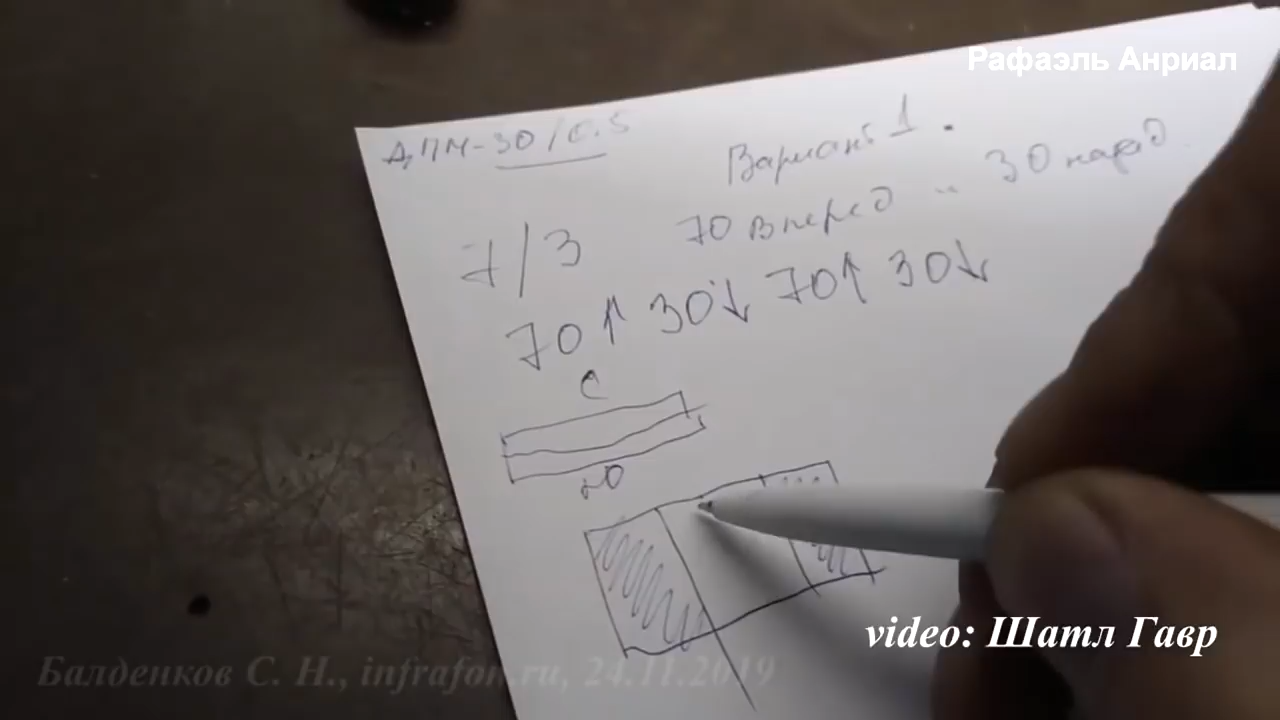 Рафаэль Анриал
ДПМ-30/0.5
Вариант 1.
7/3 70 вперед и 30 назад
70↑ 30↓ 70↑ 30↓
С
Ю
video: Шатл Гавр
Балденков С. Н., infrafon.ru, 24.11.2019